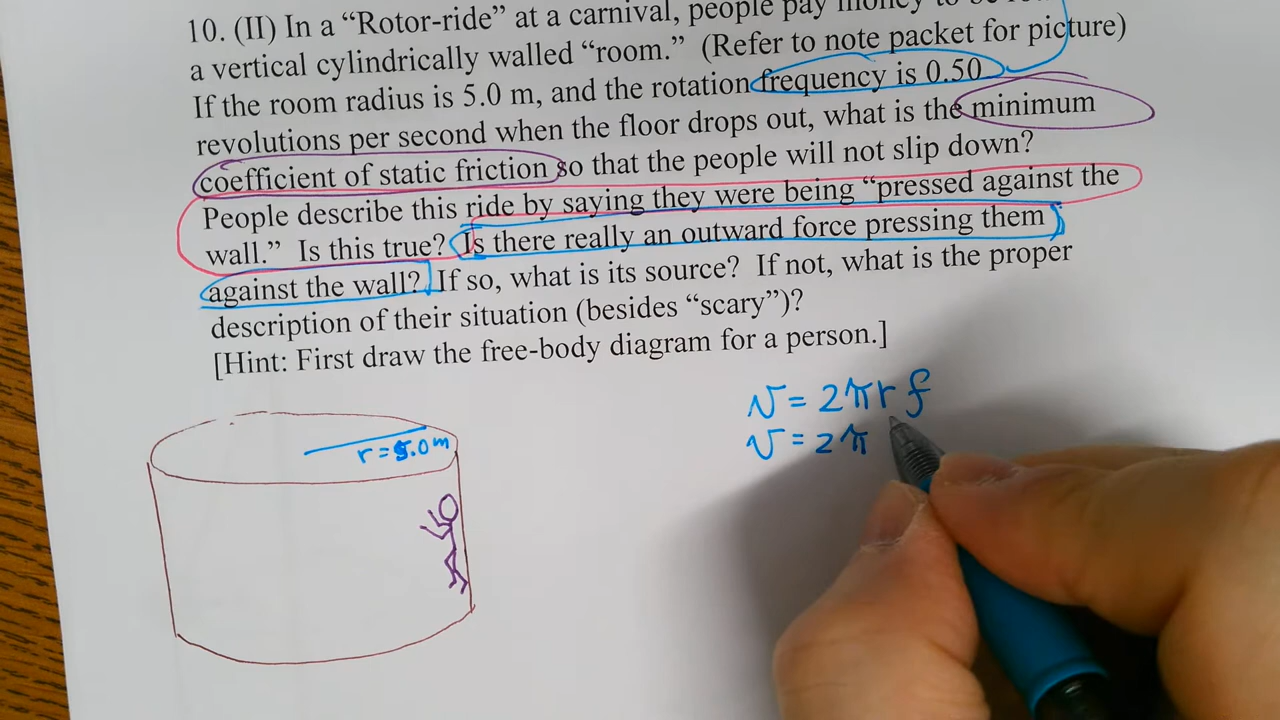 10. (II) In a “Rotor-ride” at a carnival, people pay money to be
a vertical cylindrically walled “room.” (Refer to note packet for picture)
If the room radius is 5.0 m, and the rotation frequency is 0.50
revolutions per second when the floor drops out, what is the minimum
coefficient of static friction so that the people will not slip down?
People describe this ride by saying they were being “pressed against the
wall.” Is this true? Is there really an outward force pressing them
against the wall? If so, what is its source? If not, what is the proper
description of their situation (besides “scary”)?
[Hint: First draw the free-body diagram for a person.]
v = 2πrf
v = 2π
r = 5.0m